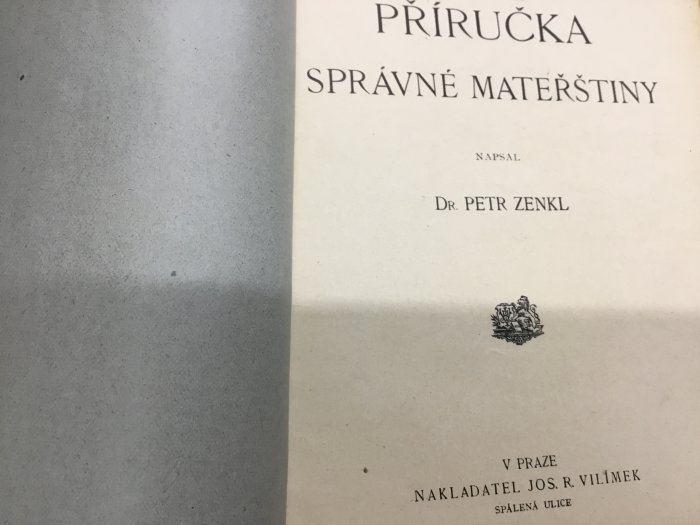 PŘÍRUČKA
SPRÁVNÉ MATEŘŠTINY
NAPSAL
DR. PETR ZENKL
V PRAZE
NAKLADATEL JOS. R. VILÍMEK
SPÁLENÁ ULICE